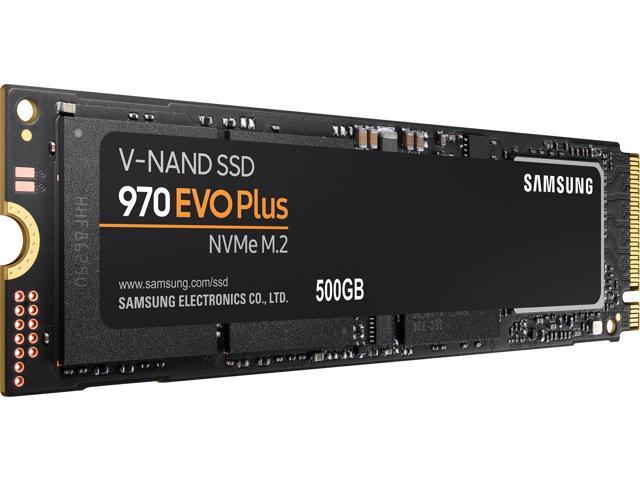 V-NAND SSD
970 EVO Plus
NVMe M.2
www.samsung.com/ssd
SAMSUNG ELECTRONICS CO., LTD.
500GB
SAMSUNG